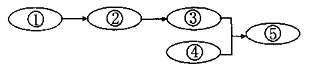 ① ② ③
④ ⑤